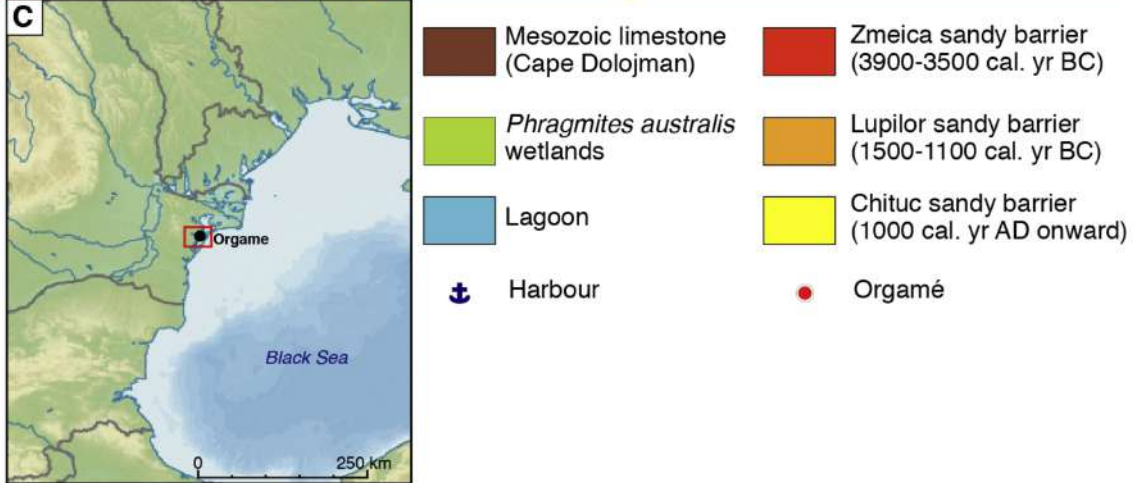 C
Orgame
Black Sea
0 250 km
Mesozoic limestone
(Cape Dolojman)
Phragmites australis
wetlands
Lagoon
Harbour
Zmeica sandy barrier
(3900-3500 cal. yr BC)
Lupilor sandy barrier
(1500-1100 cal. yr BC)
Chituc sandy barrier
(1000 cal. yr AD onward)
Orgamé